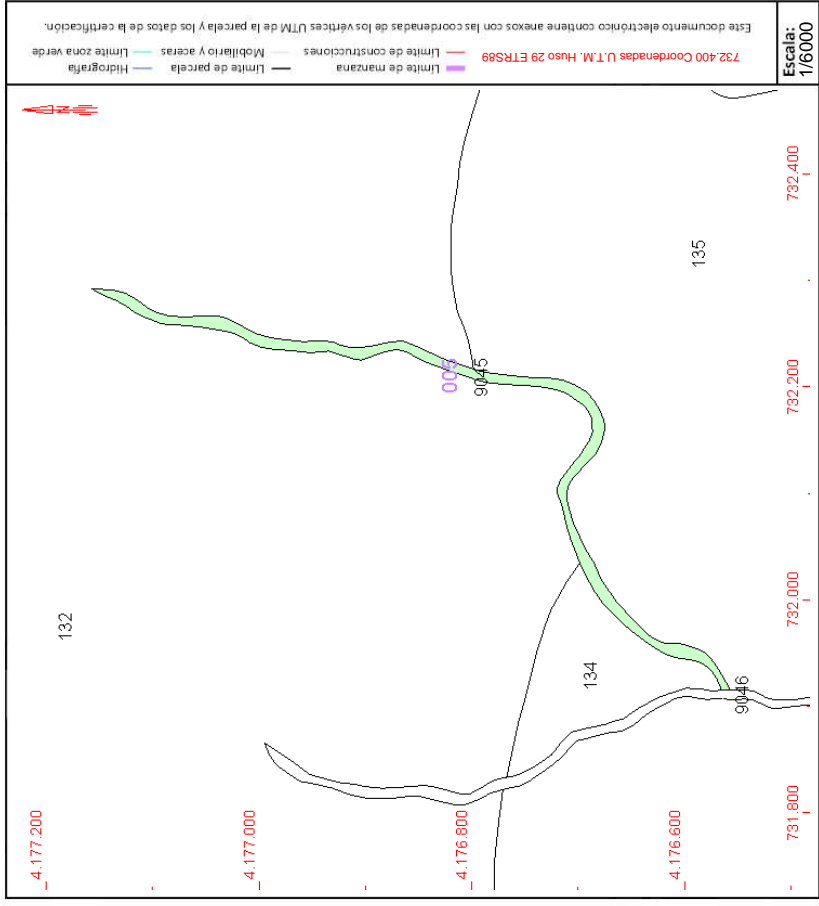 Este documento electrónico contiene anexos con las coordenadas de los vértices UTM de la parcela y los datos de la certificación.
732.400 Coordenadas U.T.M. Huso 29 ETRS89
Límite de manzana
Límite de construcciones
Límite de parcela
Mobiliario y aceras
Hidrografía
Límite zona verde
Escala:
1/6000
732.400
732.200
732.000
731.800
4.177.200
4.177.000
4.176.800
4.176.600
132
134
135
005
9045
9046